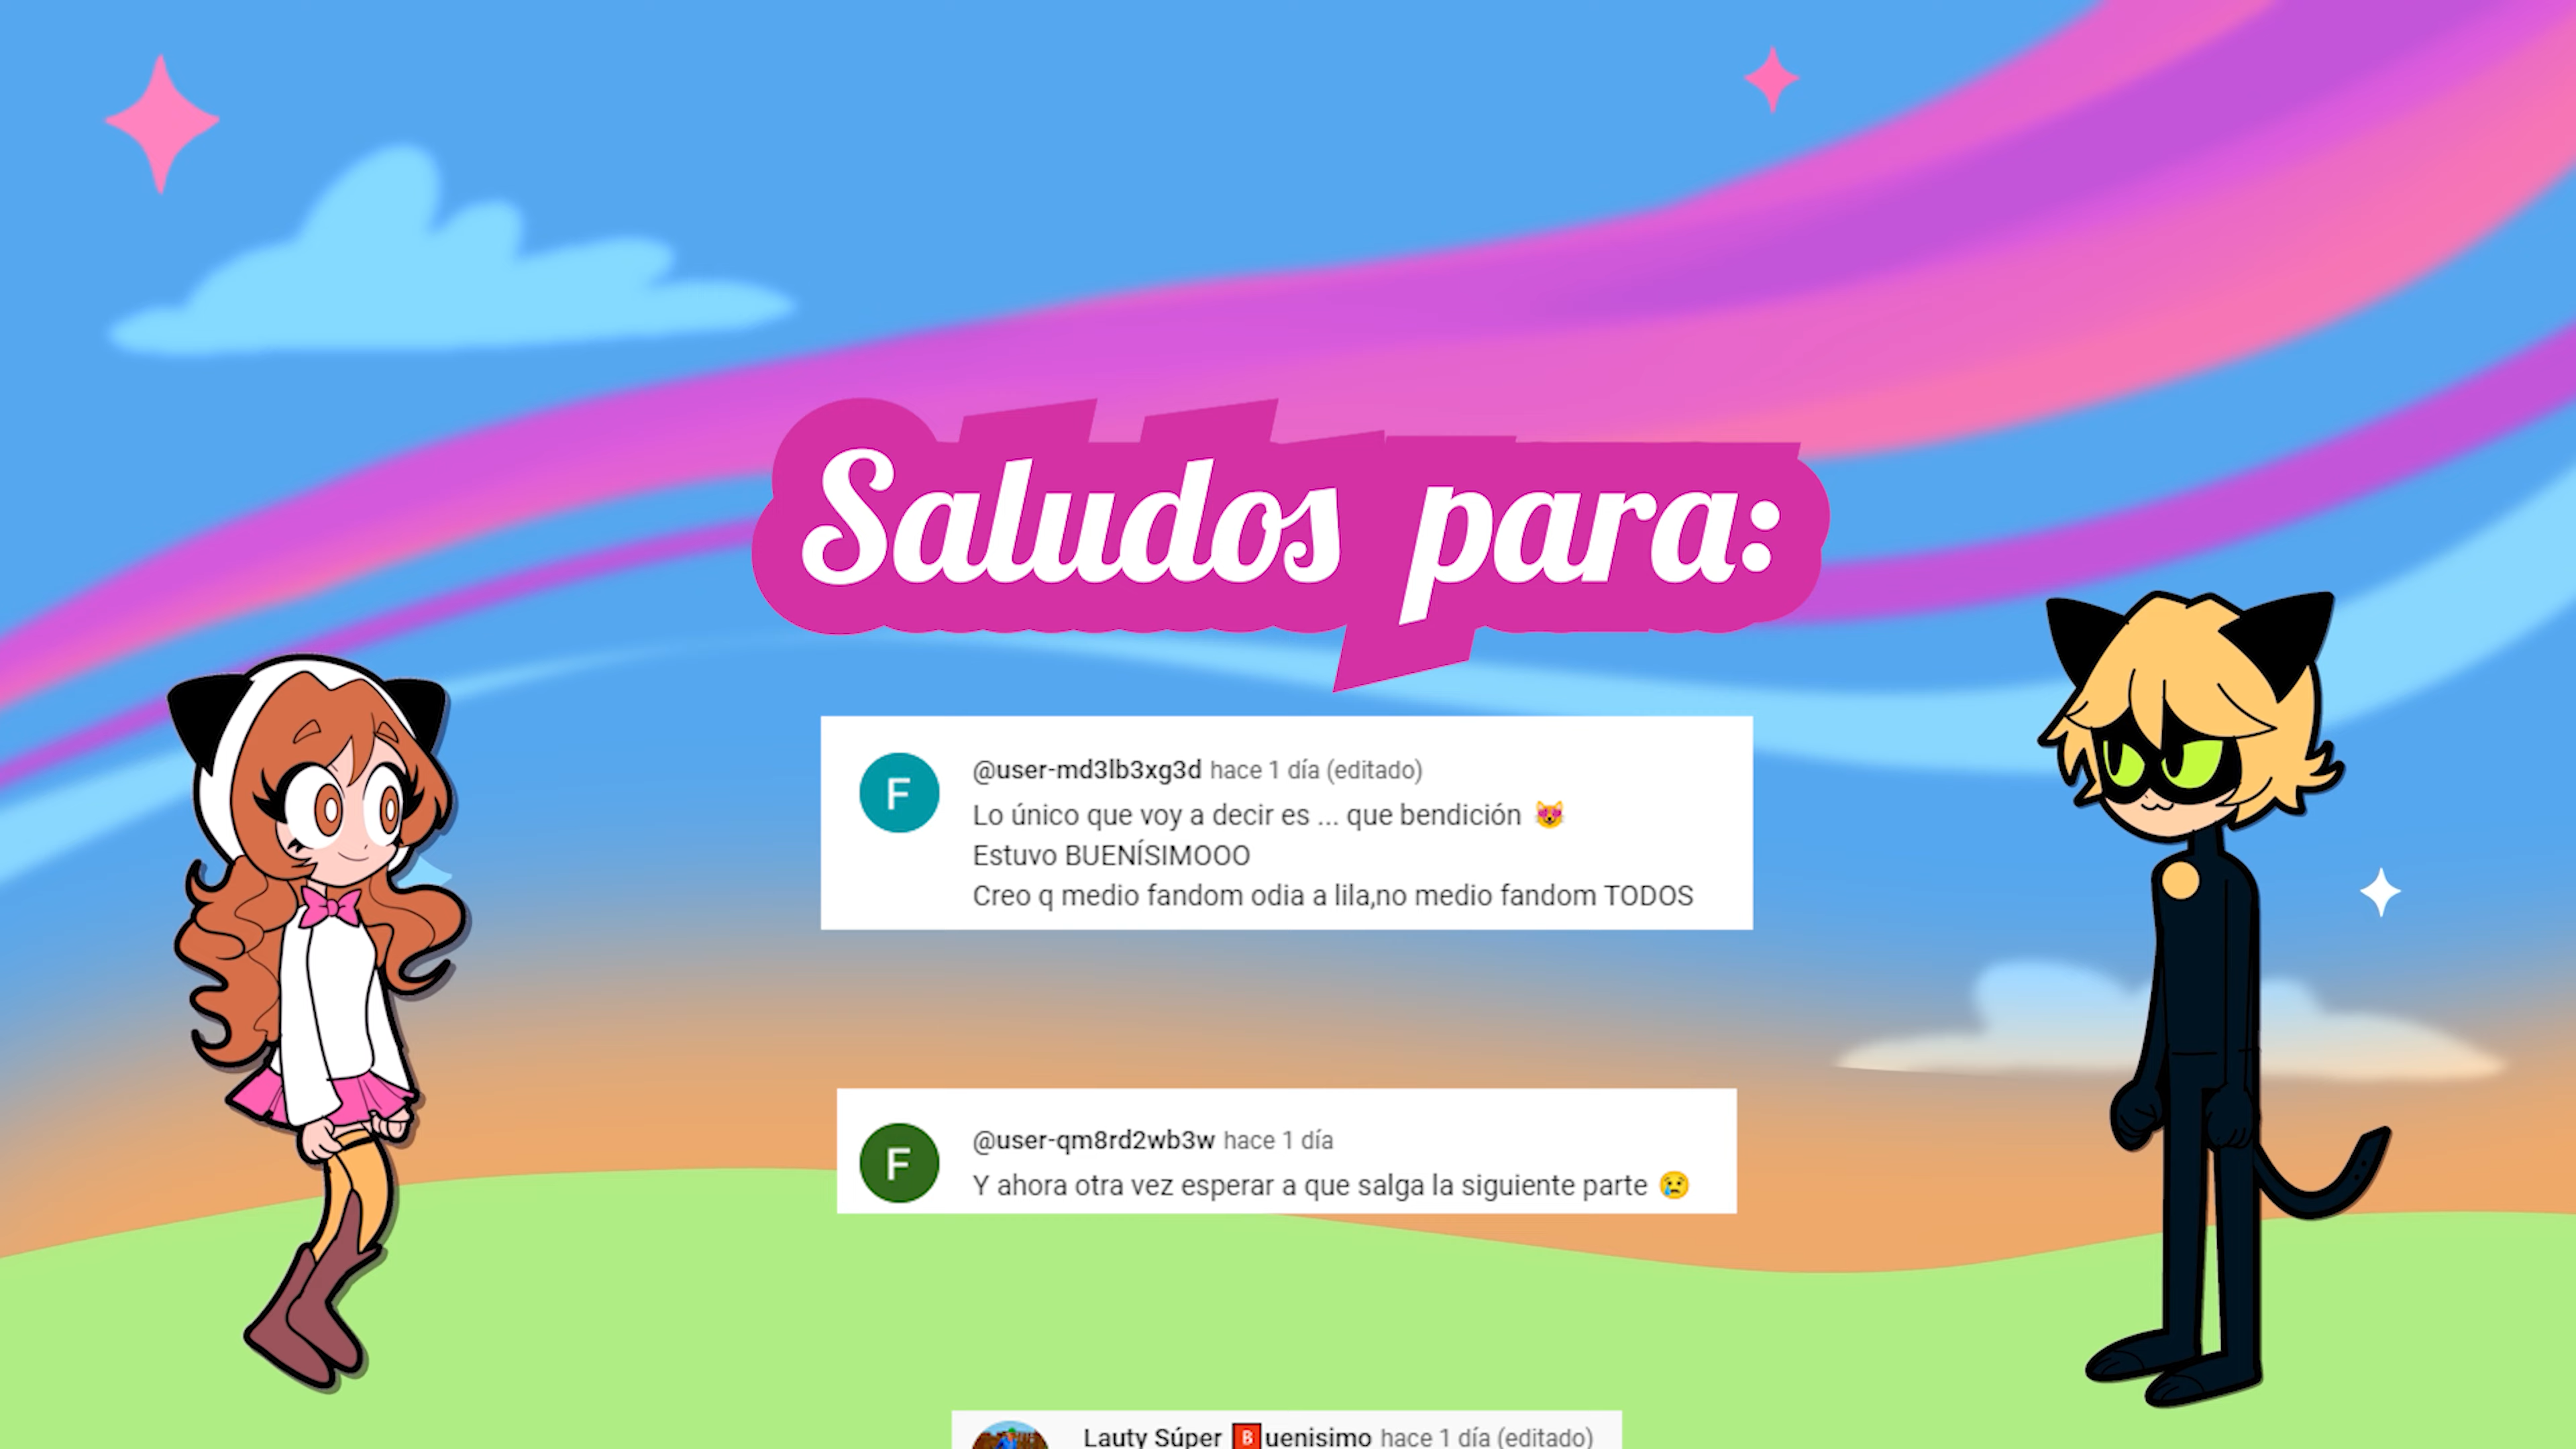 Saludos para:
F
@user-md3lb3xg3d hace 1 día (editado)
Lo único que voy a decir es ... que bendición 😻
Estuvo BUENÍSIMOOO
Creo q medio fandom odia a lila,no medio fandom TODOS
F
@user-qm8rd2wb3w hace 1 día
Y ahora otra vez esperar a que salga la siguiente parte 😢
Lauty Súper 🅱uenisimo hace 1 día (editado)